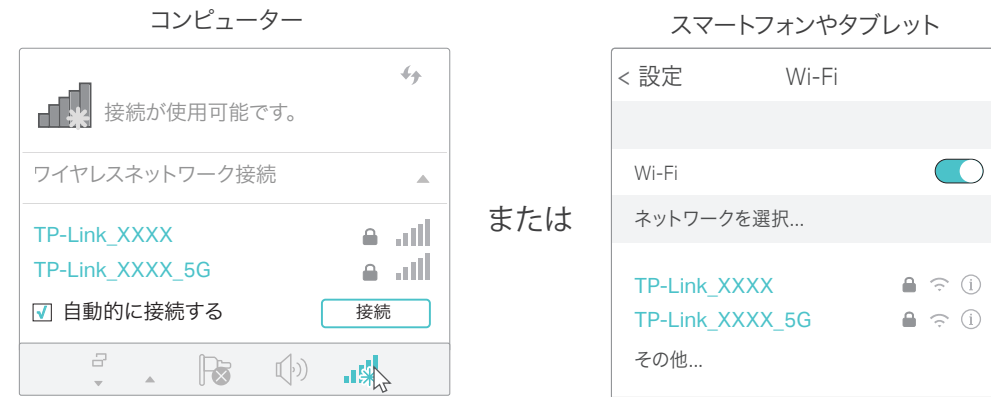 コンピューター
接続が使用可能です。
ワイヤレスネットワーク接続
TP-Link_XXXX
TP-Link_XXXX_5G
自動的に接続する
接続
または
スマートフォンやタブレット
< 設定 Wi-Fi
Wi-Fi
ネットワークを選択...
TP-Link_XXXX
TP-Link_XXXX_5G
その他...